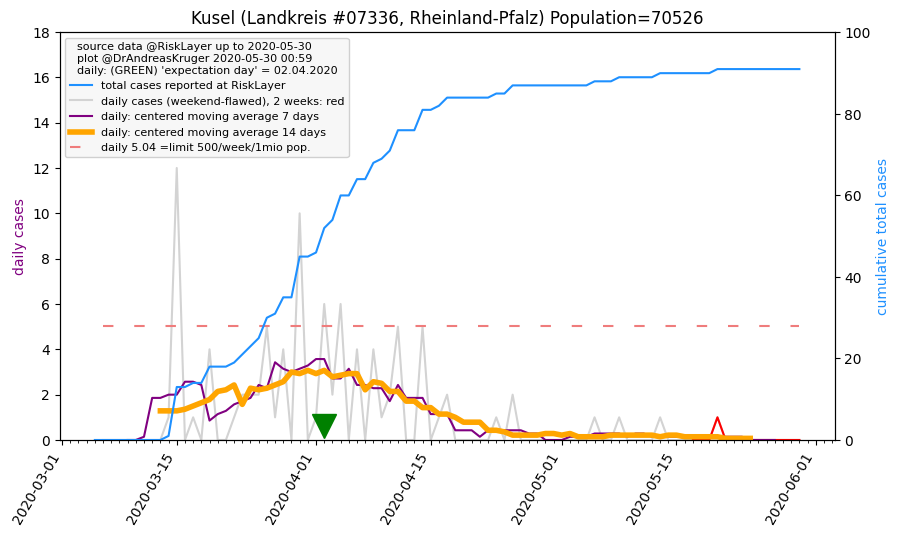 Kusel (Landkreis #07336, Rheinland-Pfalz) Population=70526
source data @RiskLayer up to 2020-05-30
plot @DrAndreasKruger 2020-05-30 00:59
daily: (GREEN) 'expectation day' = 02.04.2020
total cases reported at RiskLayer
daily cases (weekend-flawed), 2 weeks: red
daily: centered moving average 7 days
daily: centered moving average 14 days
daily 5.04 =limit 500/week/1mio pop.
daily cases
18
16
14
12
10
8
6
4
2
0
cumulative total cases
100
80
60
40
20
0
2020-03-01
2020-03-15
2020-04-01
2020-04-15
2020-05-01
2020-05-15
2020-06-01